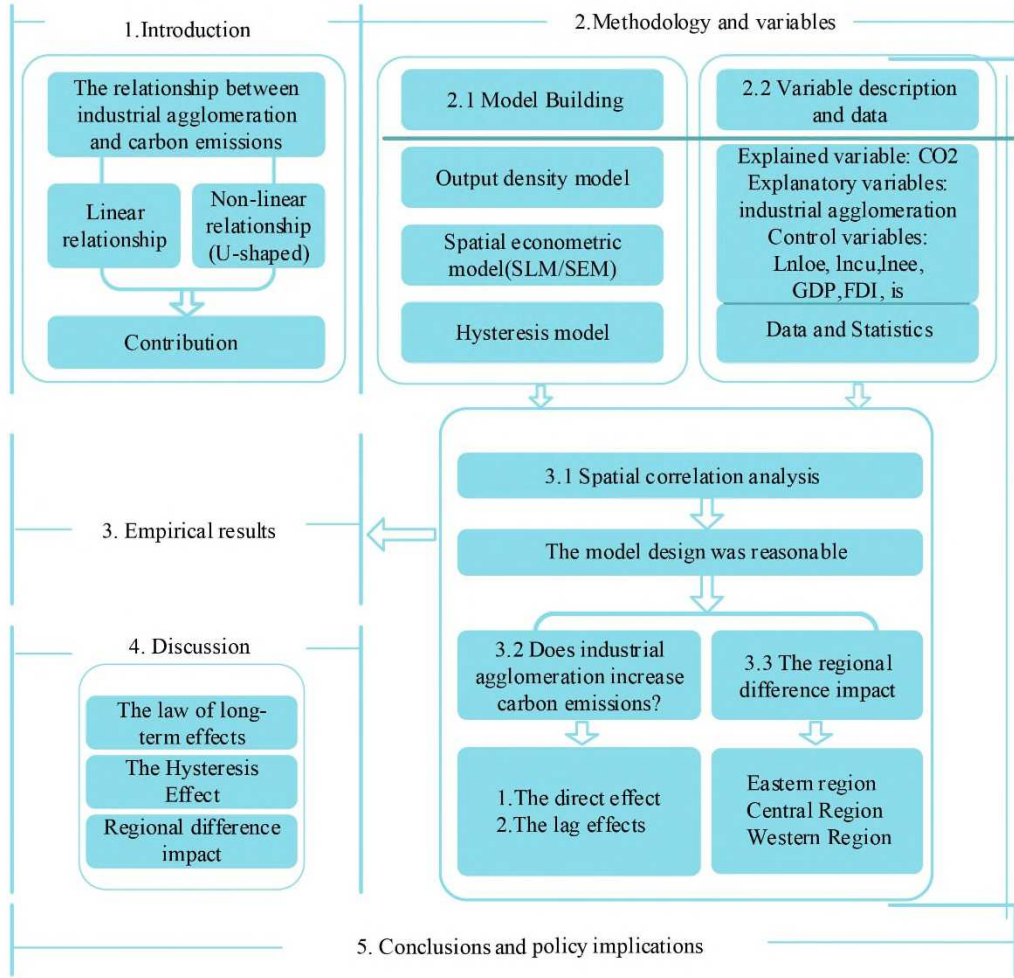 1.Introduction
The relationship between
industrial agglomeration
and carbon emissions
Linear
relationship
Non-linear
relationship
(U-shaped)
Contribution
2.Methodology and variables
2.1 Model Building
Output density model
Spatial econometric
model(SLM/SEM)
Hysteresis model
2.2 Variable description
and data
Explained variable: CO2
Explanatory variables:
industrial agglomeration
Control variables:
Lnloe, lncu,lnee,
GDP,FDI, is
Data and Statistics
3. Empirical results
3.1 Spatial correlation analysis
The model design was reasonable
3.2 Does industrial
agglomeration increase
carbon emissions?
1.The direct effect
2.The lag effects
3.3 The regional
difference impact
Eastern region
Central Region
Western Region
4. Discussion
The law of long-
term effects
The Hysteresis
Effect
Regional difference
impact
5. Conclusions and policy implications